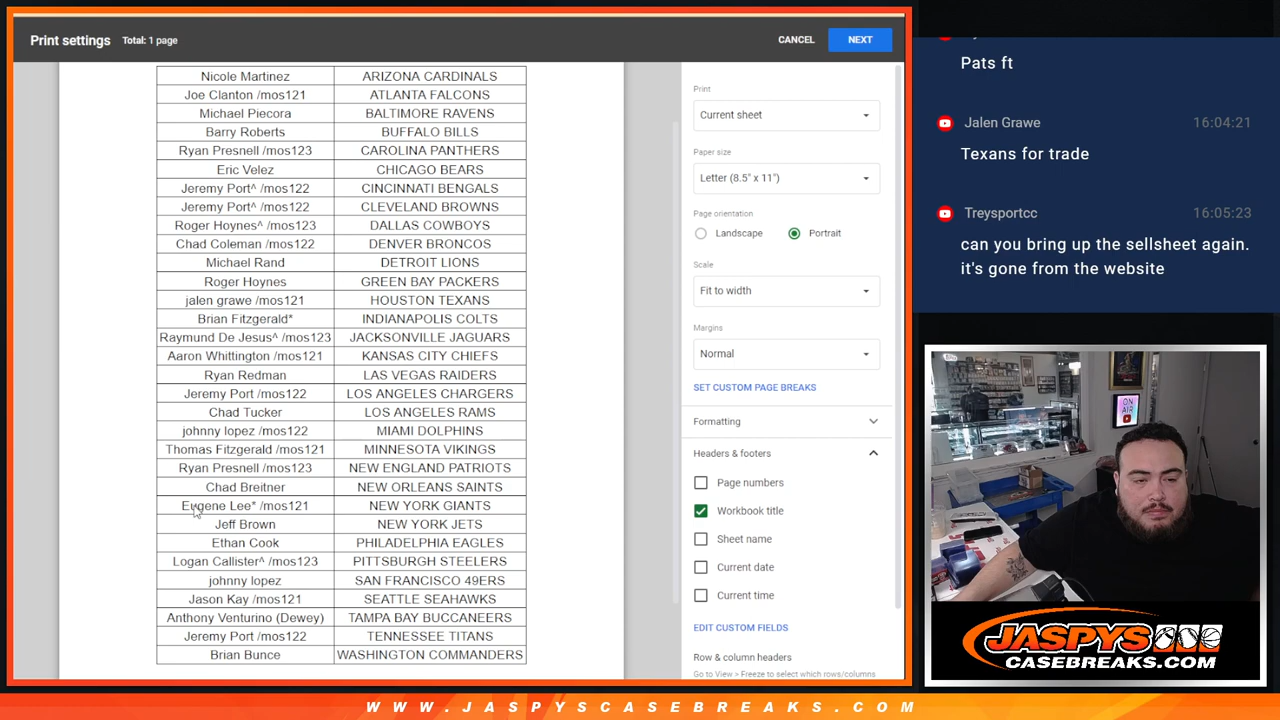 Print settings Total: 1 page CANCEL NEXT
Nicole Martinez ARIZONA CARDINALS
Joe Clanton /mos121 ATLANTA FALCONS
Michael Piecora BALTIMORE RAVENS
Barry Roberts BUFFALO BILLS
Ryan Presnell /mos123 CAROLINA PANTHERS
Eric Velez CHICAGO BEARS
Jeremy Port^ /mos122 CINCINNATI BENGALS
Jeremy Port^ /mos122 CLEVELAND BROWNS
Roger Hoynes^ /mos123 DALLAS COWBOYS
Chad Coleman /mos122 DENVER BRONCOS
Michael Rand DETROIT LIONS
Roger Hoynes GREEN BAY PACKERS
jalen grawe /mos121 HOUSTON TEXANS
Brian Fitzgerald* INDIANAPOLIS COLTS
Raymund De Jesus^ /mos123 JACKSONVILLE JAGUARS
Aaron Whittington /mos121 KANSAS CITY CHIEFS
Ryan Redman LAS VEGAS RAIDERS
Jeremy Port /mos122 LOS ANGELES CHARGERS
Chad Tucker LOS ANGELES RAMS
johnny lopez /mos122 MIAMI DOLPHINS
Thomas Fitzgerald /mos121 MINNESOTA VIKINGS
Ryan Presnell /mos123 NEW ENGLAND PATRIOTS
Chad Breitner NEW ORLEANS SAINTS
Eugene Lee* /mos121 NEW YORK GIANTS
Jeff Brown NEW YORK JETS
Ethan Cook PHILADELPHIA EAGLES
Logan Callister^ /mos123 PITTSBURGH STEELERS
johnny lopez SAN FRANCISCO 49ERS
Jason Kay /mos121 SEATTLE SEAHAWKS
Anthony Venturino (Dewey) TAMPA BAY BUCCANEERS
Jeremy Port /mos122 TENNESSEE TITANS
Brian Bunce WASHINGTON COMMANDERS
Print
Current sheet
Paper size
Letter (8.5" x 11")
Page orientation
Landscape Portrait
Scale
Fit to width
Margins
Normal
SET CUSTOM PAGE BREAKS
Formatting
Headers & footers
Page numbers
Workbook title
Sheet name
Current date
Current time
EDIT CUSTOM FIELDS
Row & column headers
Go to View > Freeze to select which rows/columns
Pats ft
Jalen Grawe 16:04:21
Texans for trade
Treysportcc 16:05:23
can you bring up the sellsheet again.
it's gone from the website
ON
AIR
JASPYS
CASEBREAKS.COM
WWW.JASPYSCASEBREAKS.COM